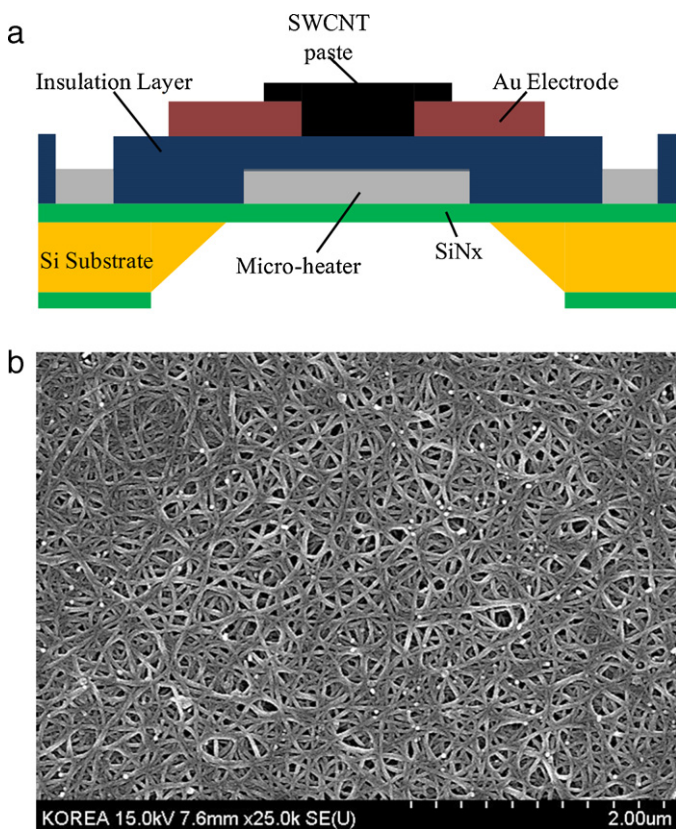 a
SWCNT
paste
Insulation Layer
Au Electrode
Si Substrate
Micro-heater
SiNx
b
KOREA 15.0kV 7.6mm x25.0k SE(U)
2.00um